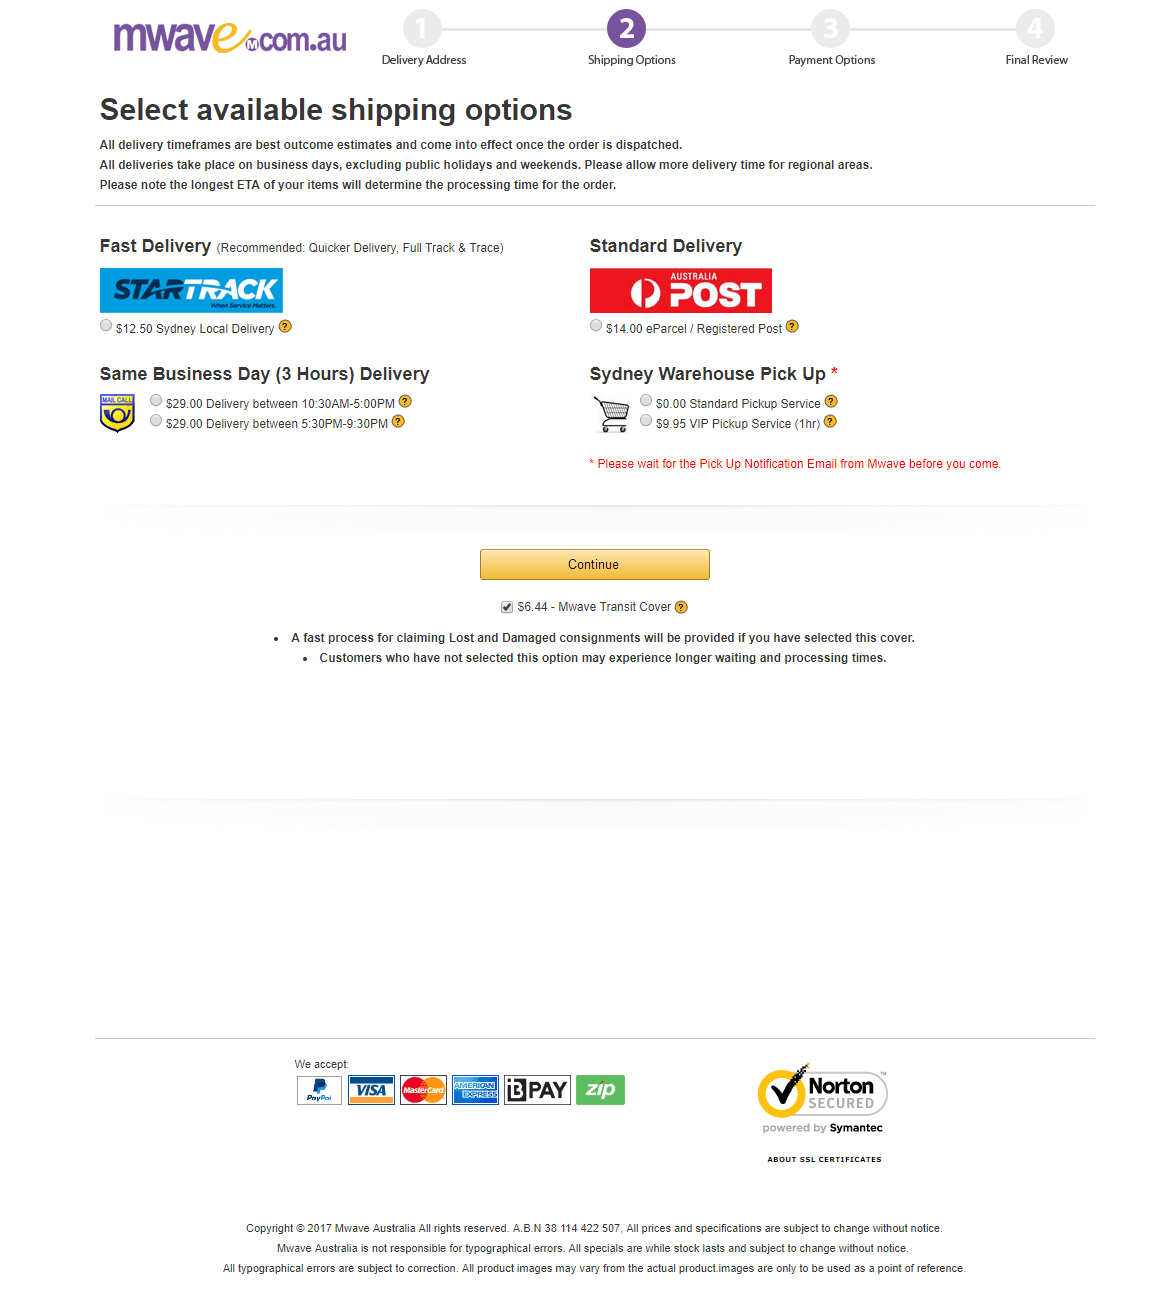 mwave.com.au
1
2
3
4
Delivery Address
Shipping Options
Payment Options
Final Review
Select available shipping options
All delivery timeframes are best outcome estimates and come into effect once the order is dispatched.
All deliveries take place on business days, excluding public holidays and weekends. Please allow more delivery time for regional areas.
Please note the longest ETA of your items will determine the processing time for the order.
Fast Delivery (Recommended: Quicker Delivery, Full Track & Trace)
STARTRACK
When Service Matters.
$12.50 Sydney Local Delivery ?
Standard Delivery
AUSTRALIA
POST
$14.00 eParcel / Registered Post ?
Same Business Day (3 Hours) Delivery
MAIL CALL
$29.00 Delivery between 10:30AM-5:00PM ?
$29.00 Delivery between 5:30PM-9:30PM ?
Sydney Warehouse Pick Up *
$0.00 Standard Pickup Service ?
$9.95 VIP Pickup Service (1hr) ?
* Please wait for the Pick Up Notification Email from Mwave before you come.
Continue
$6.44 - Mwave Transit Cover ?
• A fast process for claiming Lost and Damaged consignments will be provided if you have selected this cover.
• Customers who have not selected this option may experience longer waiting and processing times.
We accept:
PayPal
VISA
MasterCard
AMERICAN EXPRESS
BPAY
zip
Norton
SECURED
™
powered by Symantec
ABOUT SSL CERTIFICATES
Copyright © 2017 Mwave Australia All rights reserved. A.B.N 38 114 422 507, All prices and specifications are subject to change without notice.
Mwave Australia is not responsible for typographical errors. All specials are while stock lasts and subject to change without notice.
All typographical errors are subject to correction. All product images may vary from the actual product.images are only to be used as a point of reference.